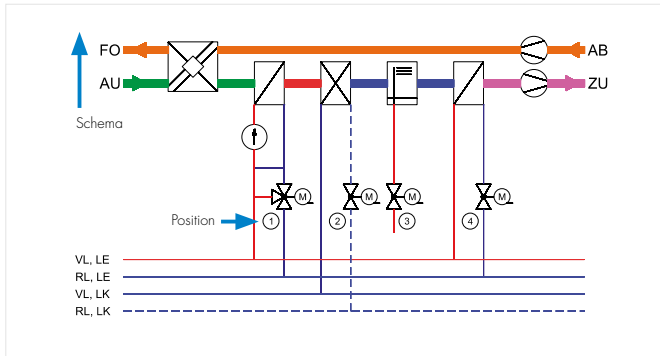 FO AB
AU ZU
Schema
M M M M
Position 1 2 3 4
VL, LE
RL, LE
VL, LK
RL, LK